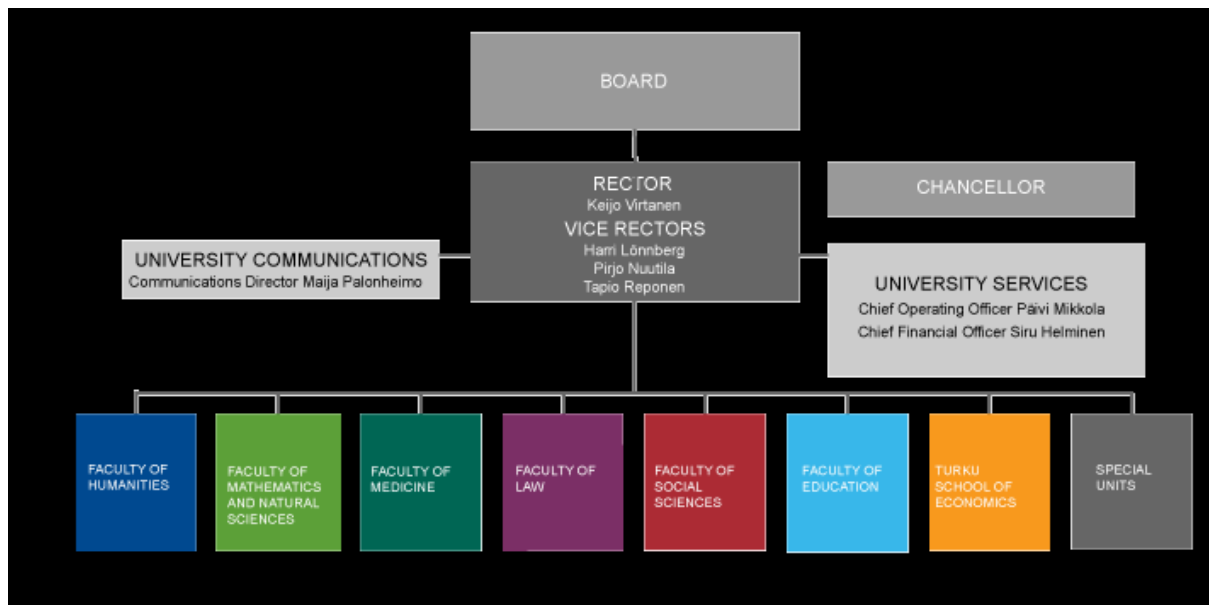 BOARD
RECTOR
Keijo Virtanen
VICE RECTORS
Harri Lönnberg
Pirjo Nuutila
Tapio Reponen
CHANCELLOR
UNIVERSITY COMMUNICATIONS
Communications Director Maija Palonheimo
UNIVERSITY SERVICES
Chief Operating Officer Päivi Mikkola
Chief Financial Officer Siru Helminen
FACULTY OF
HUMANITIES
FACULTY OF
MATHEMATICS
AND NATURAL
SCIENCES
FACULTY OF
MEDICINE
FACULTY OF
LAW
FACULTY OF
SOCIAL
SCIENCES
FACULTY OF
EDUCATION
TURKU
SCHOOL OF
ECONOMICS
SPECIAL
UNITS